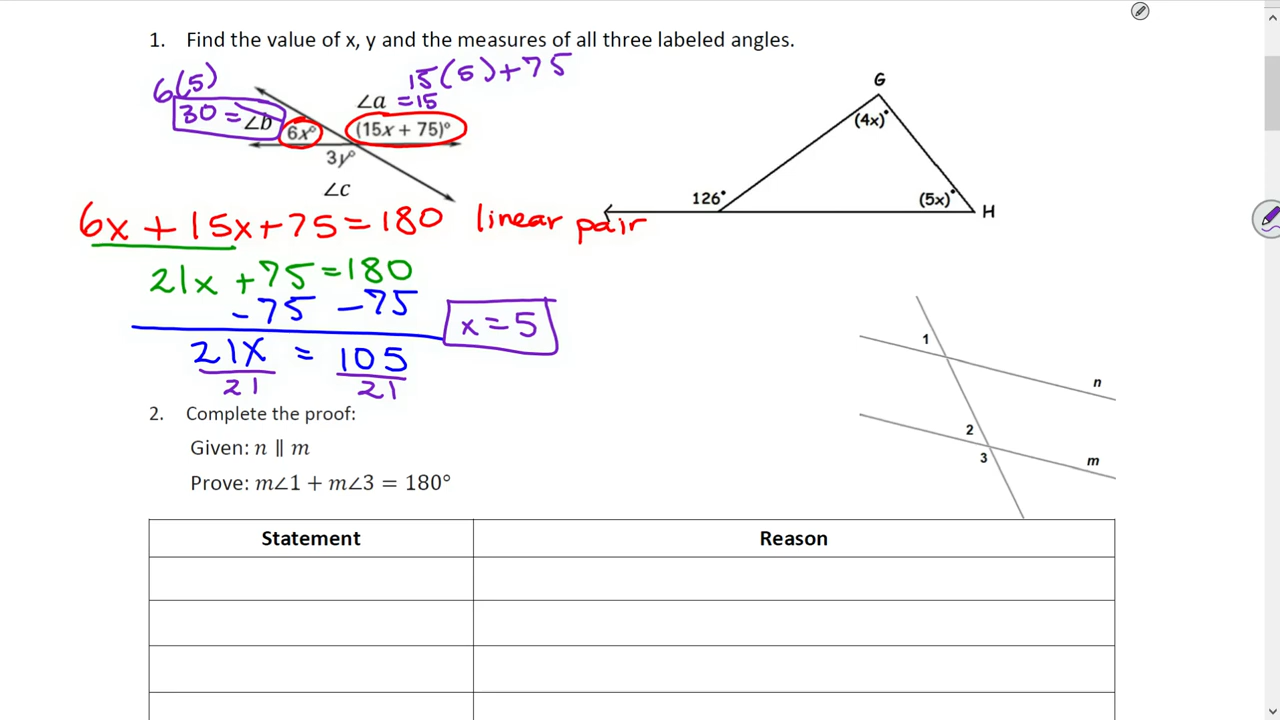 1. Find the value of x, y and the measures of all three labeled angles.
6(5)
15(5)+75
30 = ∠b
∠a =15
6x°
(15x + 75)°
3y°
∠c
6x + 15x+75=180 linear pair
21x +75=180
-75 -75
21x = 105
21 21
x=5
G
(4x)°
126°
(5x)°
H
2. Complete the proof:
Given: n ∥ m
Prove: m∠1 + m∠3 = 180°
1
n
2
3
m
Statement Reason